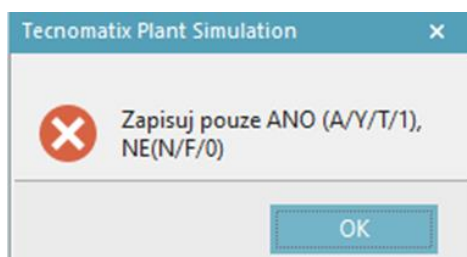 Tecnomatix Plant Simulation
Zapisuj pouze ANO (A/Y/T/1),
NE(N/F/0)
OK